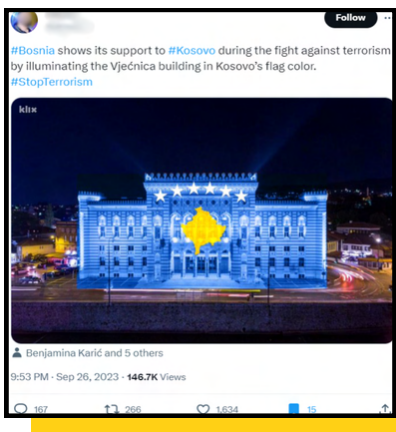 Follow
#Bosnia shows its support to #Kosovo during the fight against terrorism
by illuminating the Vjećnica building in Kosovo's flag color.
#StopTerrorism
klix
Benjamina Karić and 5 others
9:53 PM · Sep 26, 2023 · 146.7K Views
167 266 1,634 15